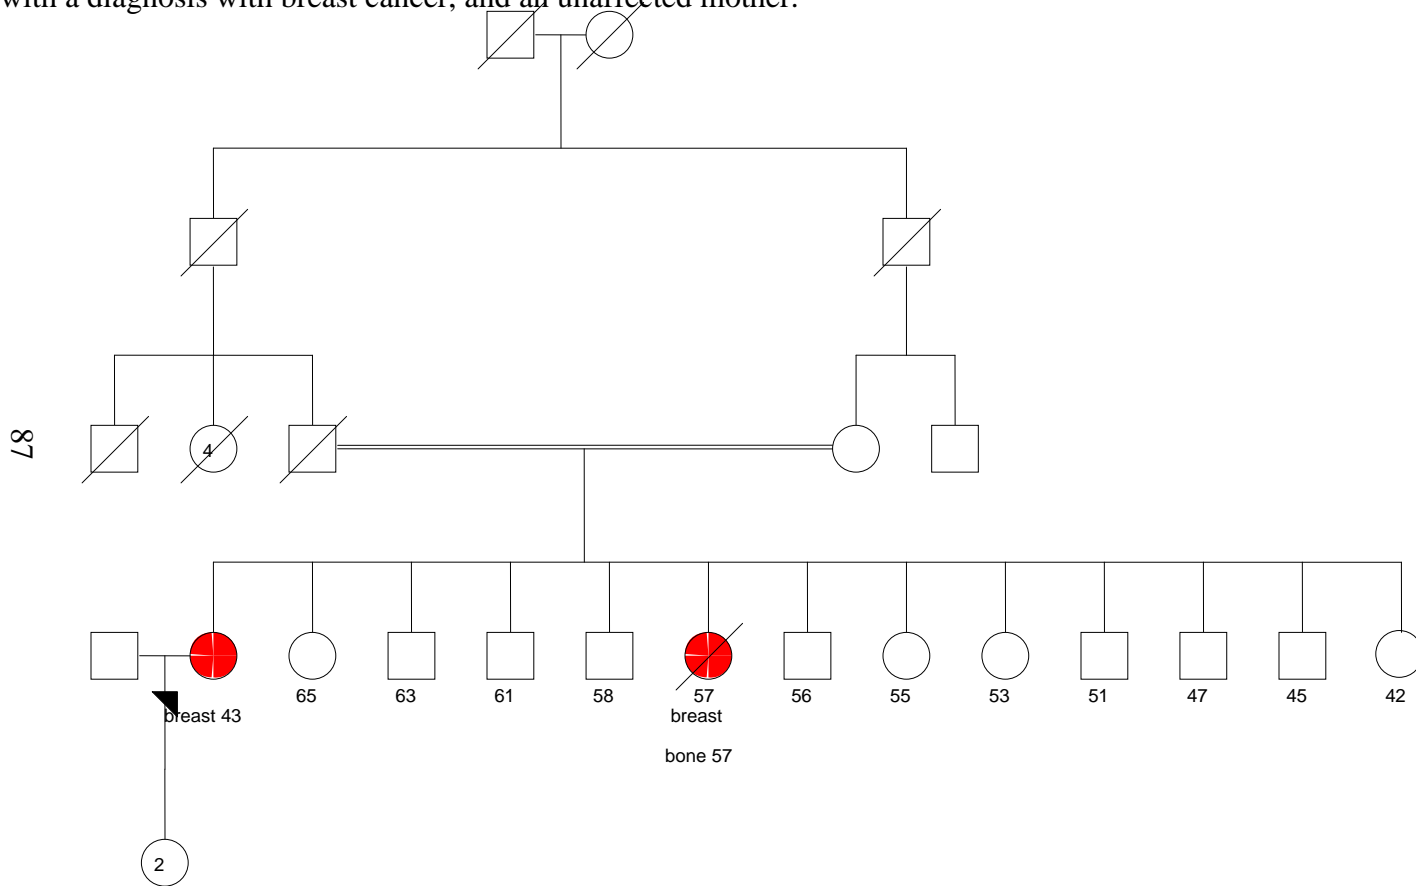 with a diagnosis with breast cancer, and an unaffected mother.
4
87
65 63 61 58 57 56 55 53 51 47 45 42
breast 43
breast
bone 57
2